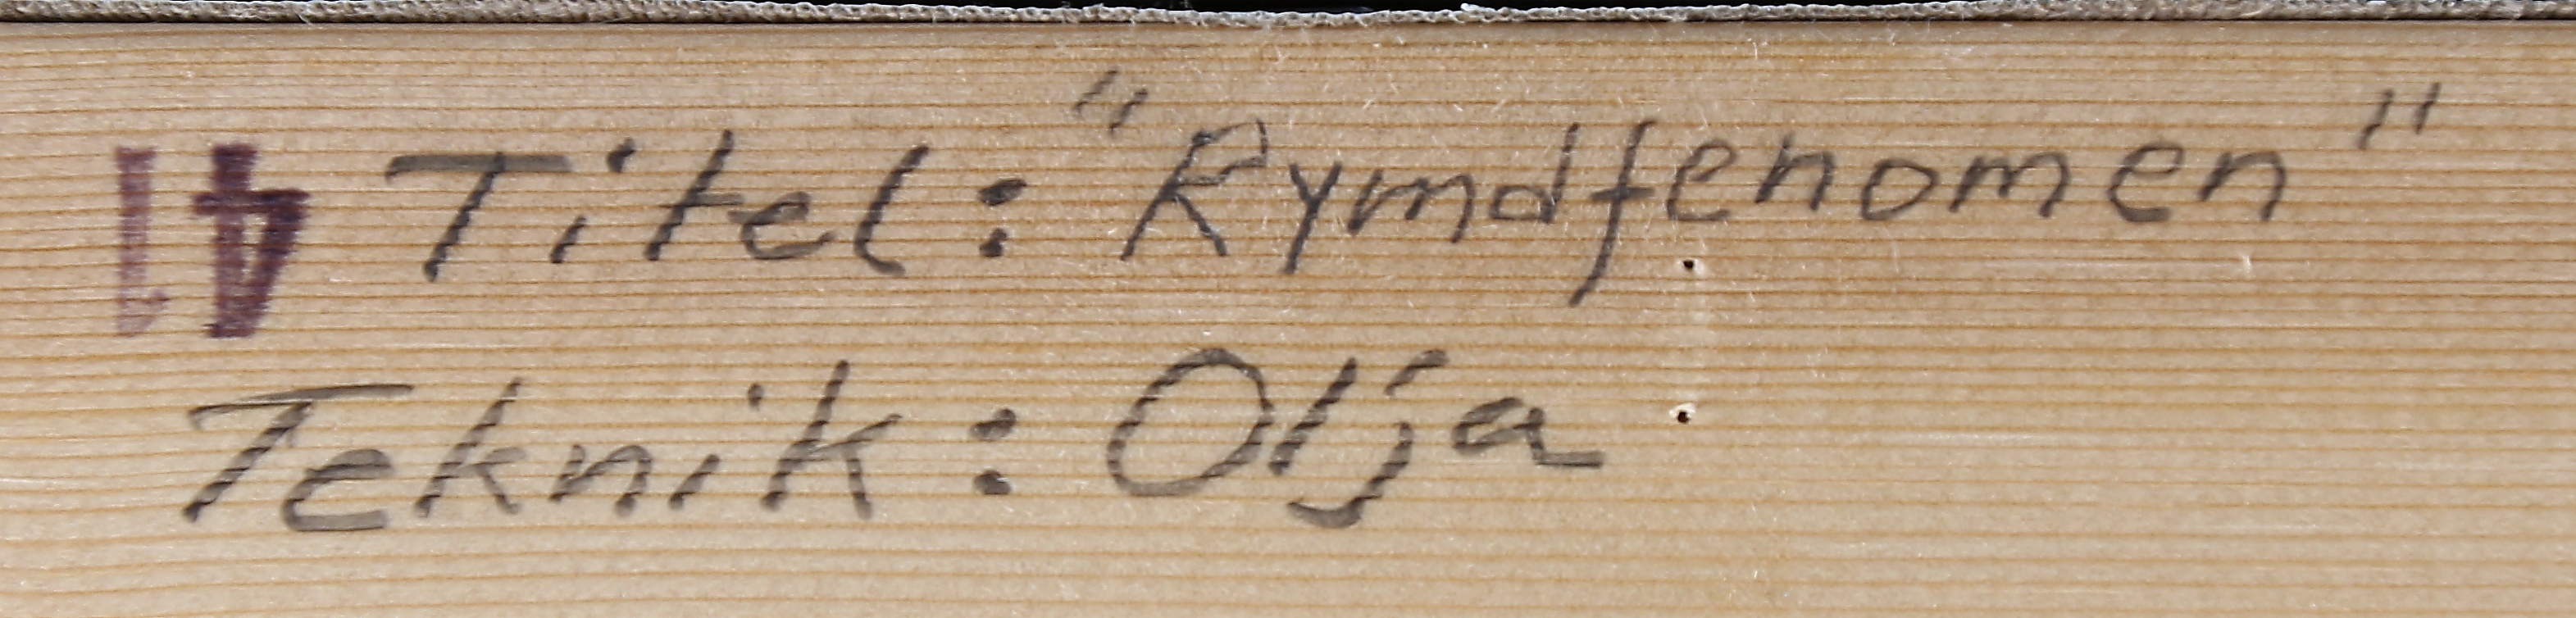 41
Titel: "Rymdfenomen"
Teknik: Olja